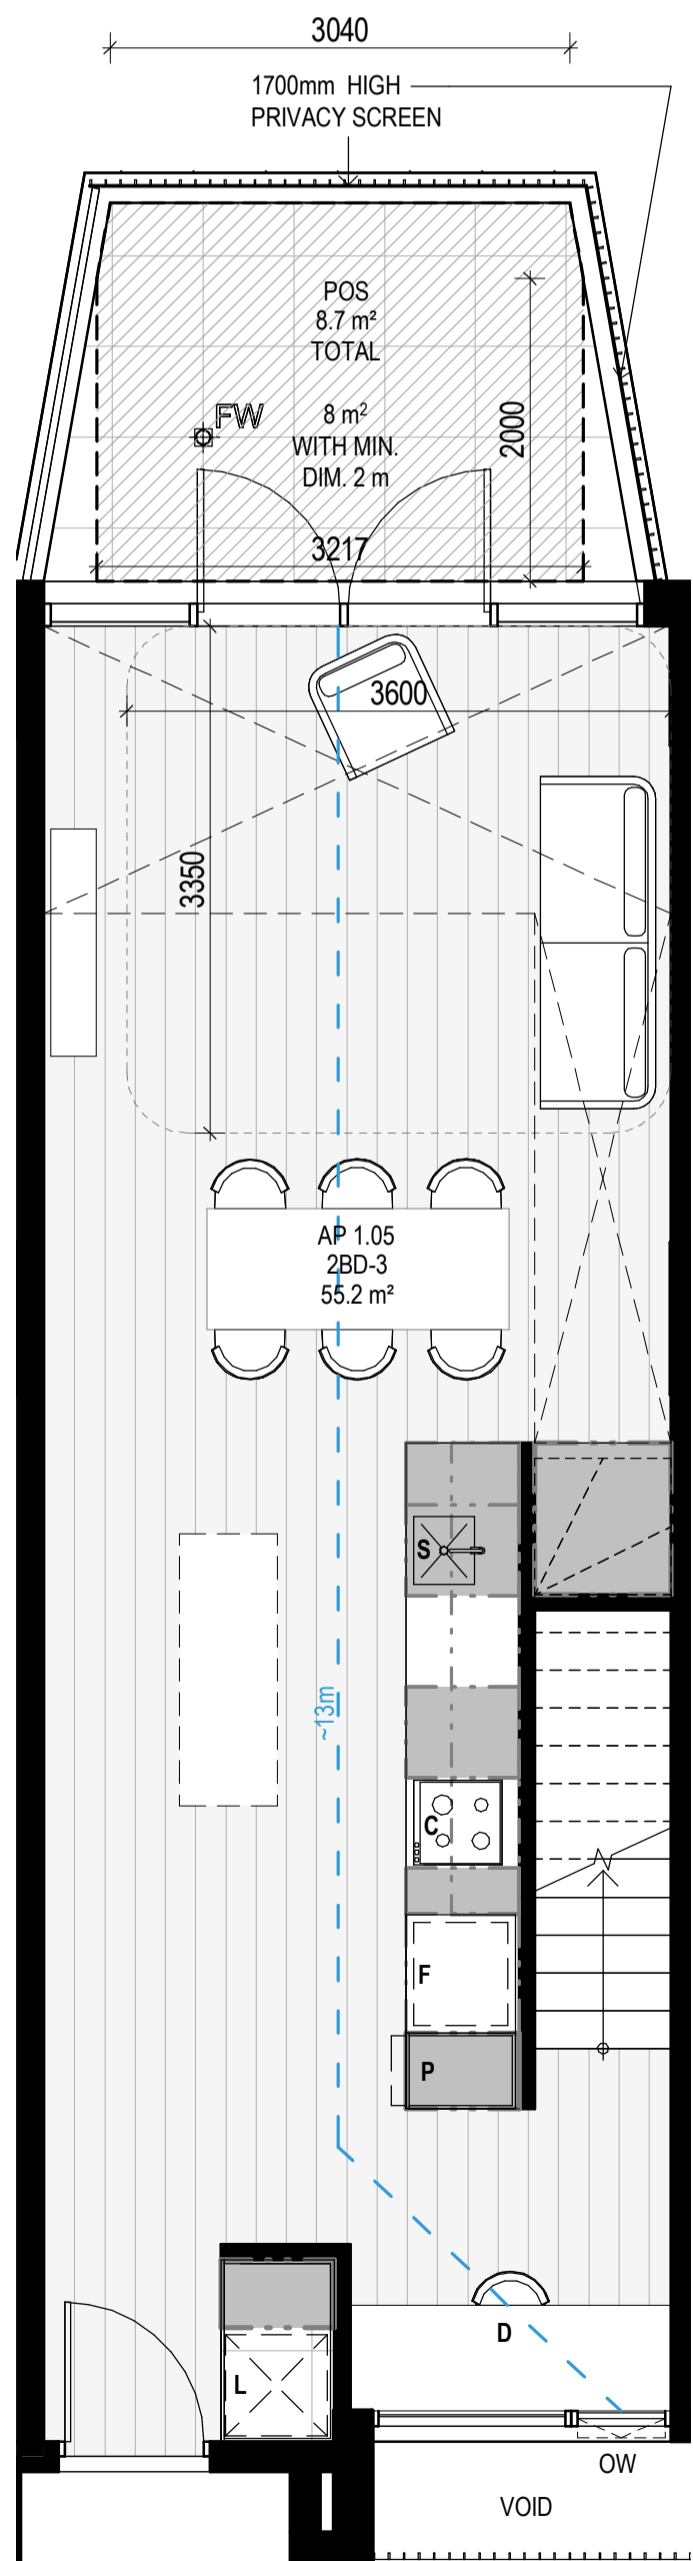 3040
1700mm HIGH
PRIVACY SCREEN
POS
8.7 m²
TOTAL
8 m²
WITH MIN.
DIM. 2 m
FW
2000
3217
3600
3350
AP 1.05
2BD-3
55.2 m²
S
~13m
C
F
P
D
L
OW
VOID